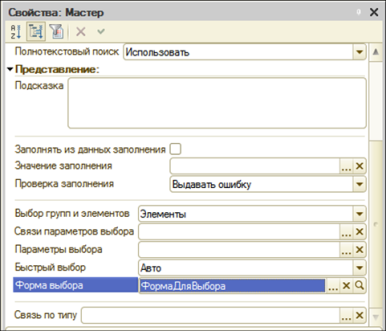 Свойства: Мастер
Полнотекстовый поиск Использовать
Представление:
Подсказка
Заполнять из данных заполнения
Значение заполнения ...
Проверка заполнения Выдавать ошибку
Выбор групп и элементов Элементы
Связи параметров выбора ...
Параметры выбора ...
Быстрый выбор Авто
Форма выбора ФормаДляВыбора ...
Связь по типу ...